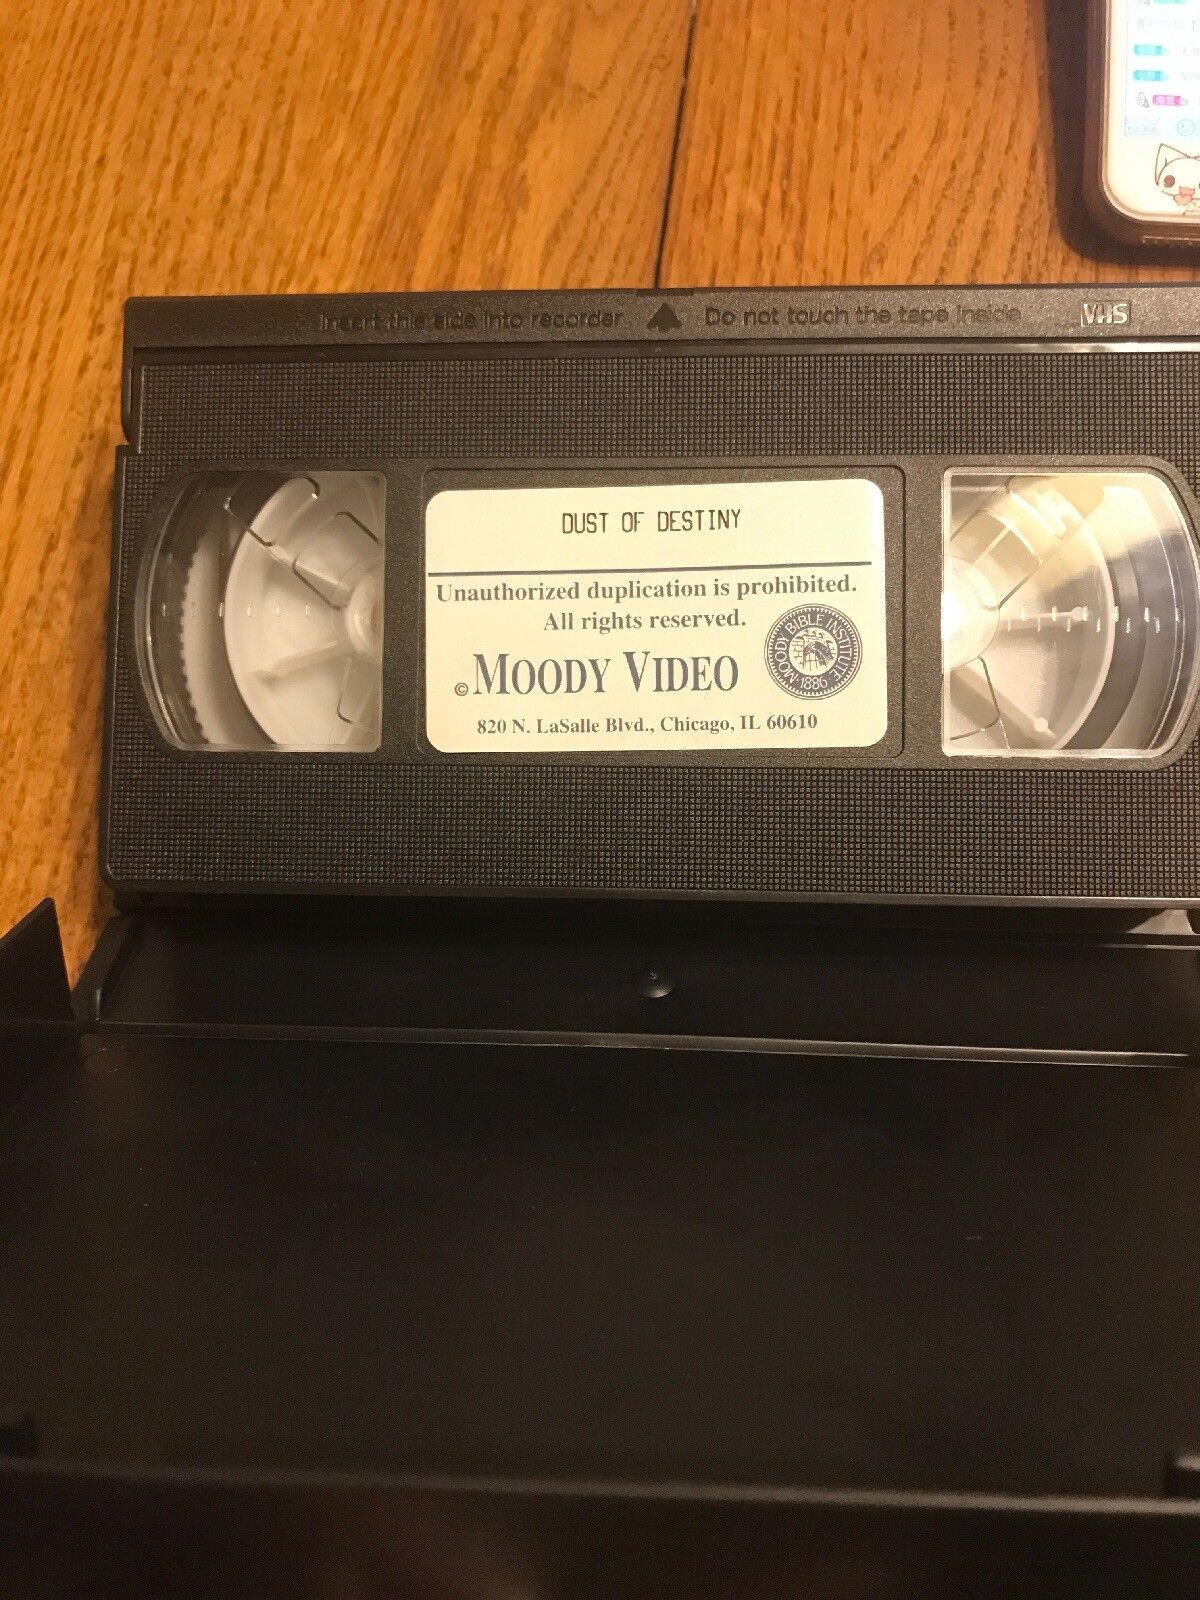 Insert this side into recorder Do not touch the tape inside VHS
DUST OF DESTINY
Unauthorized duplication is prohibited.
All rights reserved.
© MOODY VIDEO
MOODY BIBLE INSTITUTE
1886
820 N. LaSalle Blvd., Chicago, IL 60610